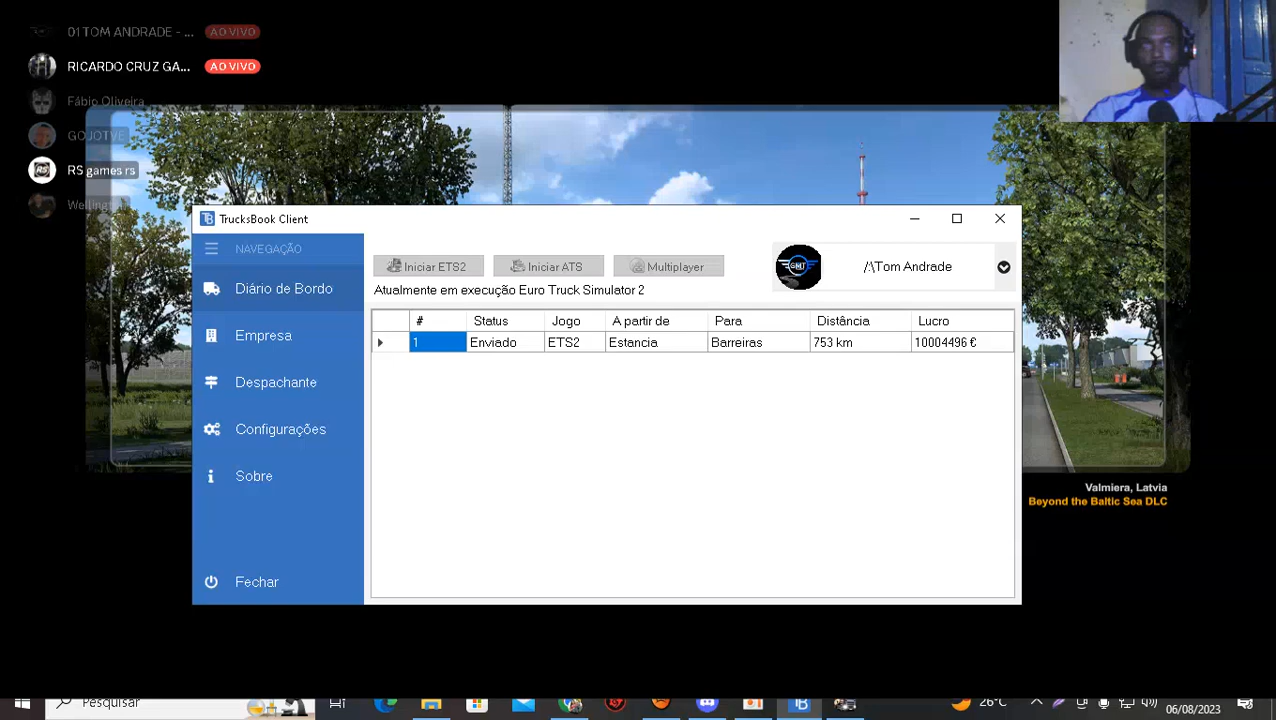 01TOM ANDRADE - ... AO VIVO
RICARDO CRUZ GA... AO VIVO
Fábio Oliveira
GOJOTVE
RS games rs
TrucksBook Client
NAVEGAÇÃO
Diário de Bordo
Empresa
Despachante
Configurações
Sobre
Fechar
Iniciar ETS2 Iniciar ATS Multiplayer
GMT /:\Tom Andrade
Atualmente em execução Euro Truck Simulator 2
# Status Jogo A partir de Para Distância Lucro
1 Enviado ETS2 Estancia Barreiras 753 km 10004496 €
Valmiera, Latvia
Beyond the Baltic Sea DLC
Pesquisar
26°C
06/08/2023